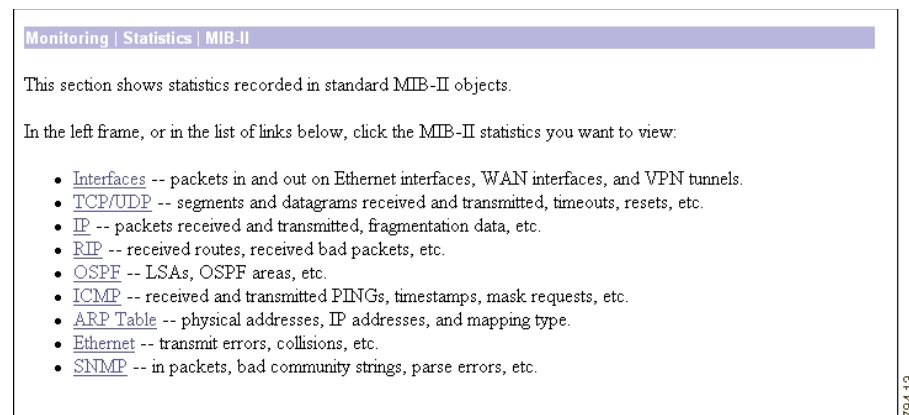 Monitoring | Statistics | MIB-II
This section shows statistics recorded in standard MIB-II objects.
In the left frame, or in the list of links below, click the MIB-II statistics you want to view:
• Interfaces -- packets in and out on Ethernet interfaces, WAN interfaces, and VPN tunnels.
• TCP/UDP -- segments and datagrams received and transmitted, timeouts, resets, etc.
• IP -- packets received and transmitted, fragmentation data, etc.
• RIP -- received routes, received bad packets, etc.
• OSPF -- LSAs, OSPF areas, etc.
• ICMP -- received and transmitted PINGs, timestamps, mask requests, etc.
• ARP Table -- physical addresses, IP addresses, and mapping type.
• Ethernet -- transmit errors, collisions, etc.
• SNMP -- in packets, bad community strings, parse errors, etc.